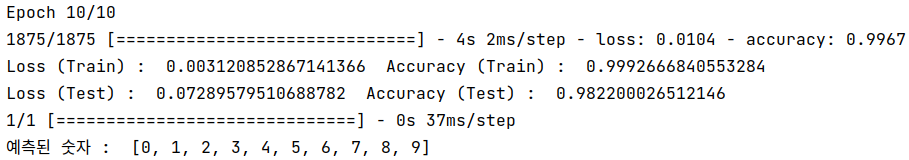 Epoch 10/10
1875/1875 [==============================] - 4s 2ms/step - loss: 0.0104 - accuracy: 0.9967
Loss (Train) :  0.003120852867141366  Accuracy (Train) :  0.9992666840553284
Loss (Test) :  0.07289579510688782  Accuracy (Test) :  0.982200026512146
1/1 [==============================] - 0s 37ms/step
예측된 숫자 :  [0, 1, 2, 3, 4, 5, 6, 7, 8, 9]